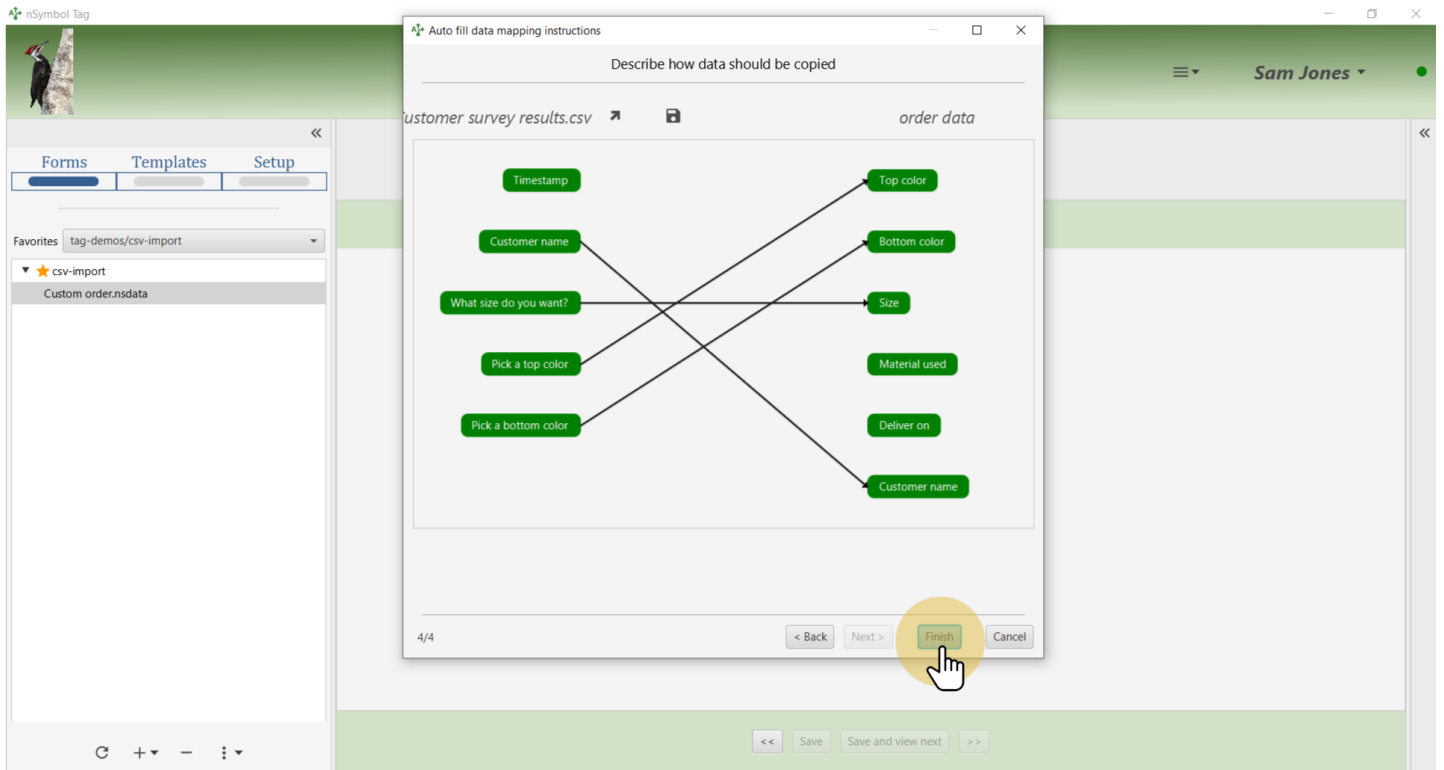 nSymbol Tag
Sam Jones
Forms Templates Setup
Favorites tag-demos/csv-import
csv-import
Custom order.nsdata
Auto fill data mapping instructions
Describe how data should be copied
survey results.csv order data
Timestamp Top color
Customer name Bottom color
What size do you want? Size
Pick a top color Material used
Pick a bottom color Deliver on
Customer name
4/4 < Back Next > Finish Cancel
<< Save Save and view next >>